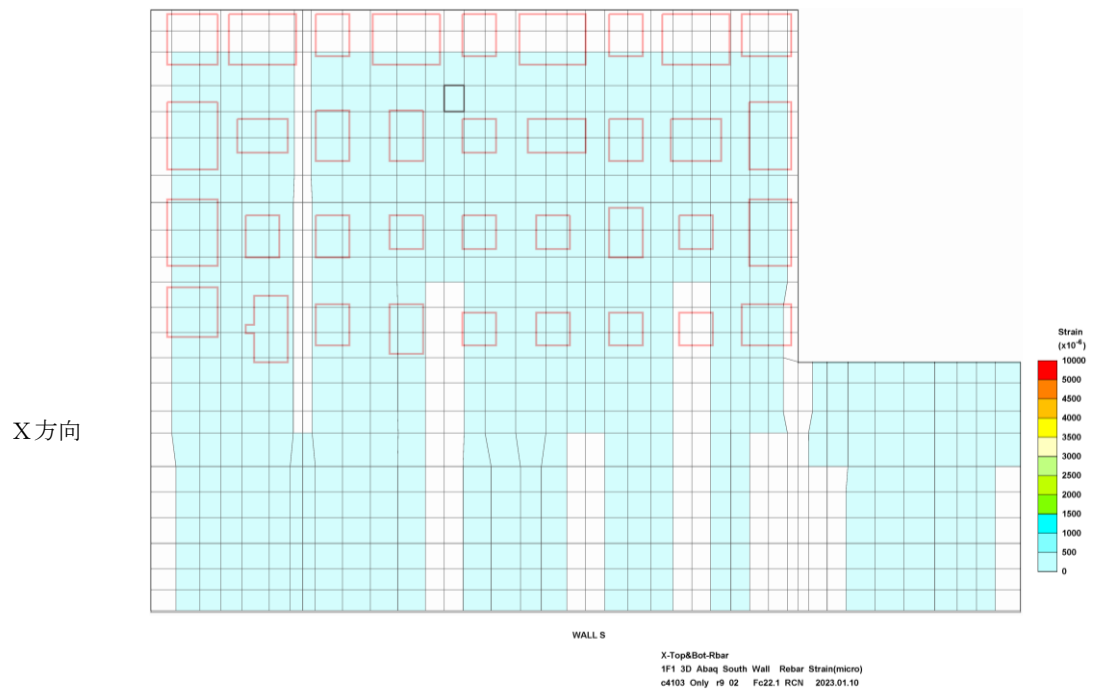 X方向
Strain
(x10-6)
10000
5000
4500
4000
3500
3000
2500
2000
1500
1000
500
0
WALL S
X-Top&Bot-Rbar
1F1 3D Abaq South Wall Rebar Strain(micro)
c4103 Only r9 02 Fc22.1 RCN 2023.01.10